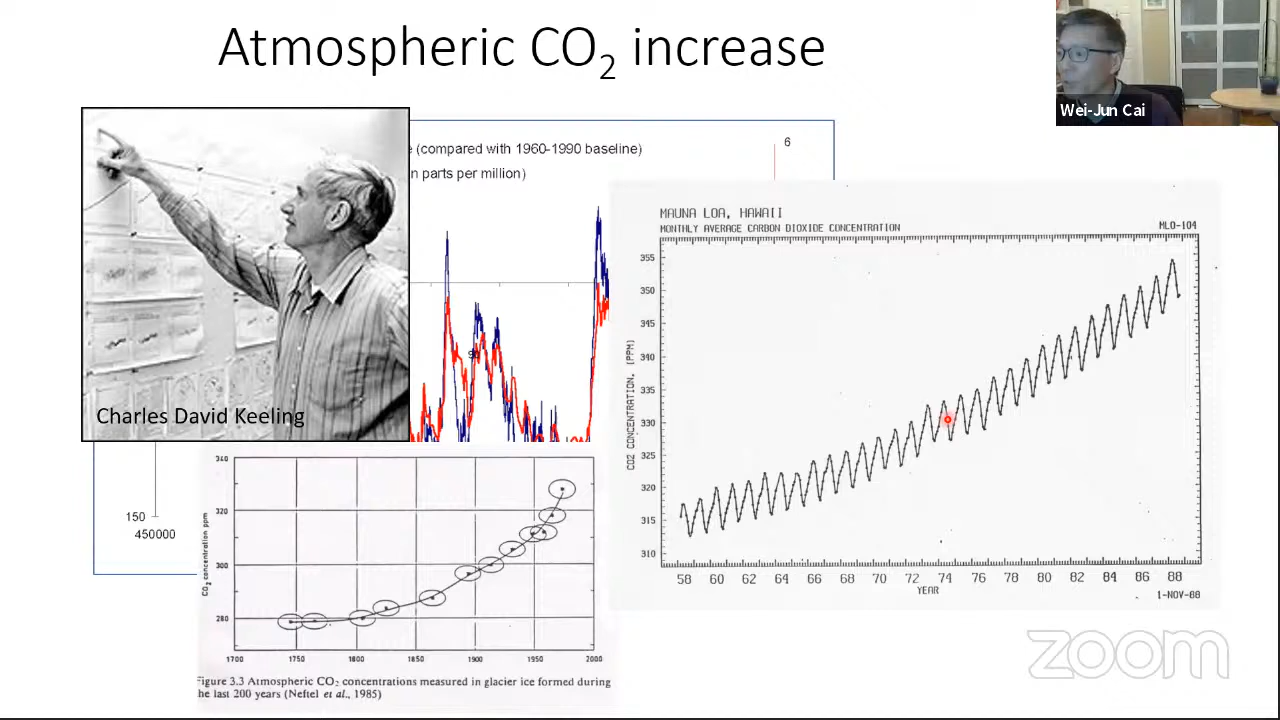 Atmospheric CO2 increase
Wei-Jun Cai
(compared with 1960-1990 baseline)
n parts per million)
6
Charles David Keeling
150
450000
MAUNA LOA, HAWAII
MONTHLY AVERAGE CARBON DIOXIDE CONCENTRATION
MLO-104
355
350
345
340
335
330
325
320
315
310
CO2 CONCENTRATION, (PPM)
58 60 62 64 66 68 70 72 74 76 78 80 82 84 86 88
YEAR
1-NOV-88
340
320
300
280
CO2 concentration ppm
1700 1750 1800 1850 1900 1950 2000
Figure 3.3 Atmospheric CO2 concentrations measured in glacier ice formed during
he last 200 years (Neftel et al., 1985)
zoom